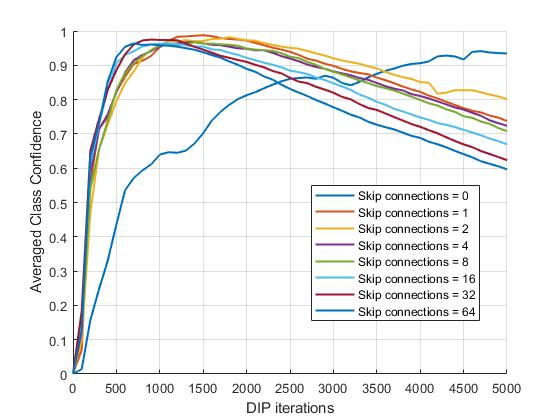 1
0.9
0.8
0.7
0.6
0.5
0.4
0.3
0.2
0.1
0
Averaged Class Confidence
Skip connections = 0
Skip connections = 1
Skip connections = 2
Skip connections = 4
Skip connections = 8
Skip connections = 16
Skip connections = 32
Skip connections = 64
0 500 1000 1500 2000 2500 3000 3500 4000 4500 5000
DIP iterations